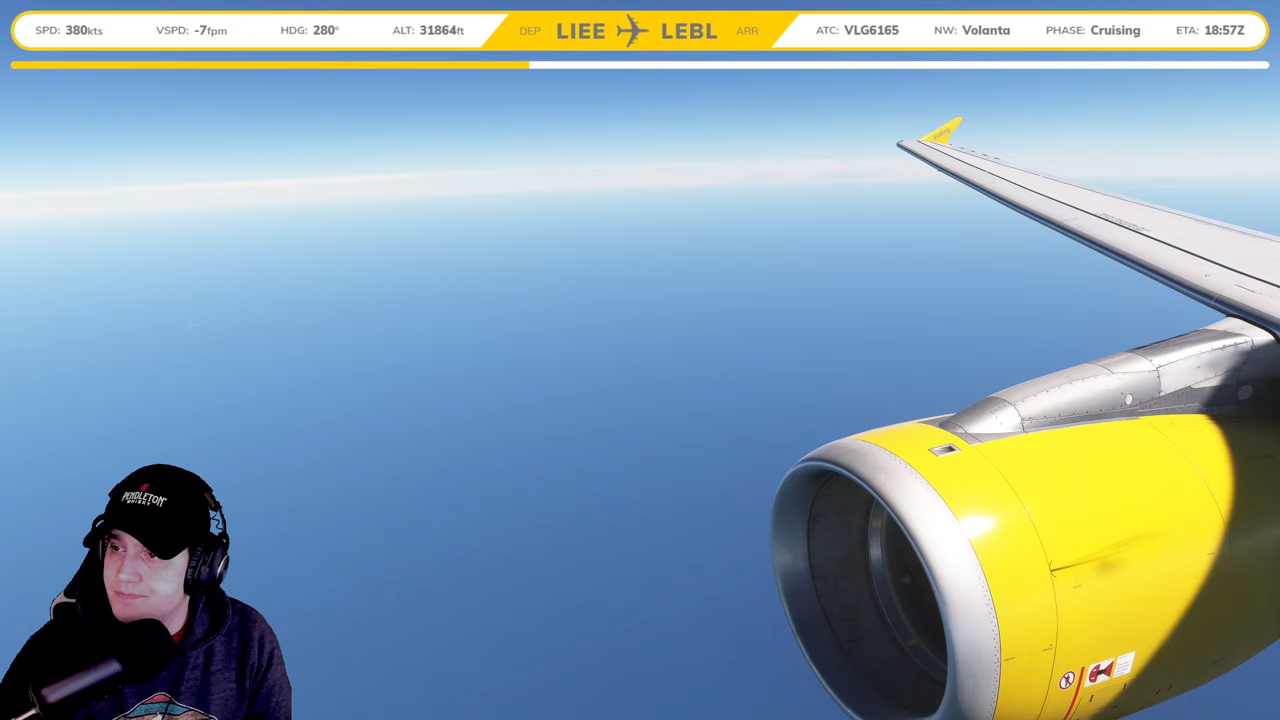 SPD: 380kts VSPD: -7fpm HDG: 280° ALT: 31864ft DEP LIEE LEBL ARR ATC: VLG6165 NW: Volanta PHASE: Cruising ETA: 18:57Z
vueling
PENDLETON
WHISKY